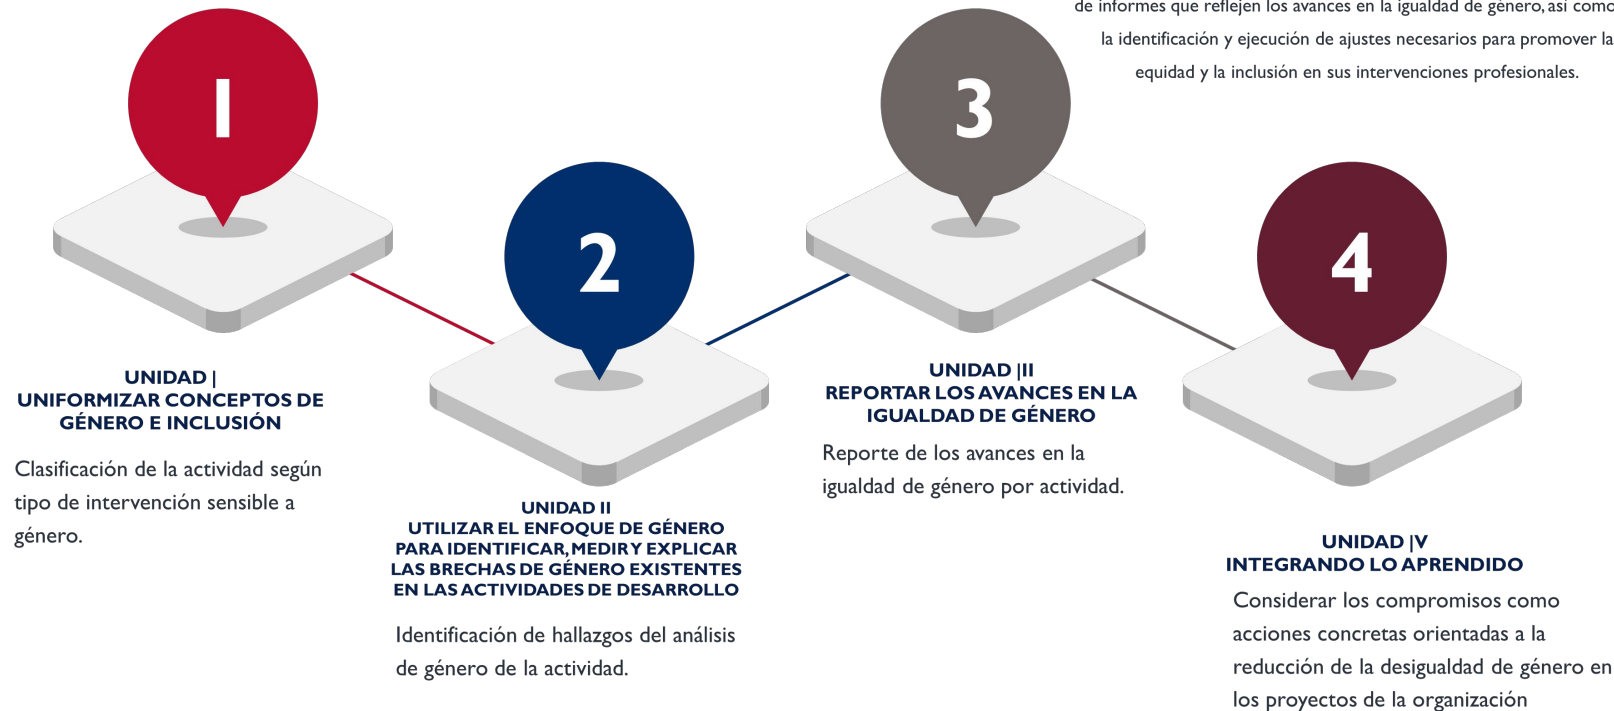 de informes que reflejen los avances en la igualdad de género, así como
la identificación y ejecución de ajustes necesarios para promover la
equidad y la inclusión en sus intervenciones profesionales.
1
2
3
4
UNIDAD |
UNIFORMIZAR CONCEPTOS DE
GÉNERO E INCLUSIÓN
Clasificación de la actividad según
tipo de intervención sensible a
género.
UNIDAD II
UTILIZAR EL ENFOQUE DE GÉNERO
PARA IDENTIFICAR, MEDIR Y EXPLICAR
LAS BRECHAS DE GÉNERO EXISTENTES
EN LAS ACTIVIDADES DE DESARROLLO
Identificación de hallazgos del análisis
de género de la actividad.
UNIDAD |II
REPORTAR LOS AVANCES EN LA
IGUALDAD DE GÉNERO
Reporte de los avances en la
igualdad de género por actividad.
UNIDAD |V
INTEGRANDO LO APRENDIDO
Considerar los compromisos como
acciones concretas orientadas a la
reducción de la desigualdad de género en
los proyectos de la organización